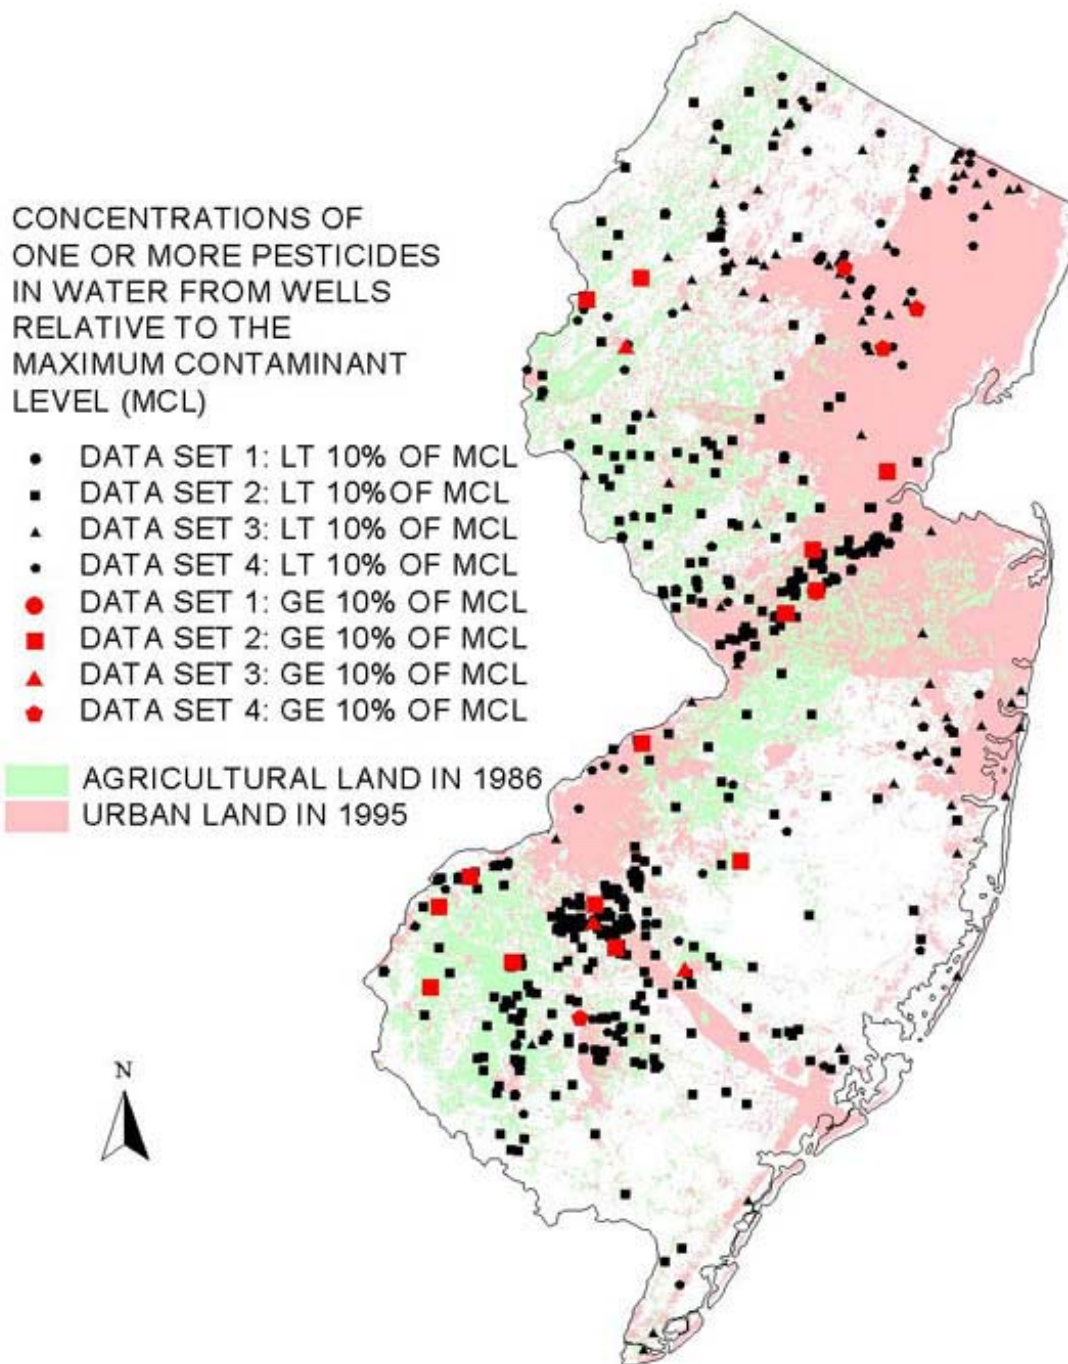 CONCENTRATIONS OF
ONE OR MORE PESTICIDES
IN WATER FROM WELLS
RELATIVE TO THE
MAXIMUM CONTAMINANT
LEVEL (MCL)
DATA SET 1: LT 10% OF MCL
DATA SET 2: LT 10%OF MCL
DATA SET 3: LT 10% OF MCL
DATA SET 4: LT 10% OF MCL
DATA SET 1: GE 10% OF MCL
DATA SET 2: GE 10% OF MCL
DATA SET 3: GE 10% OF MCL
DATA SET 4: GE 10% OF MCL
AGRICULTURAL LAND IN 1986
URBAN LAND IN 1995
N